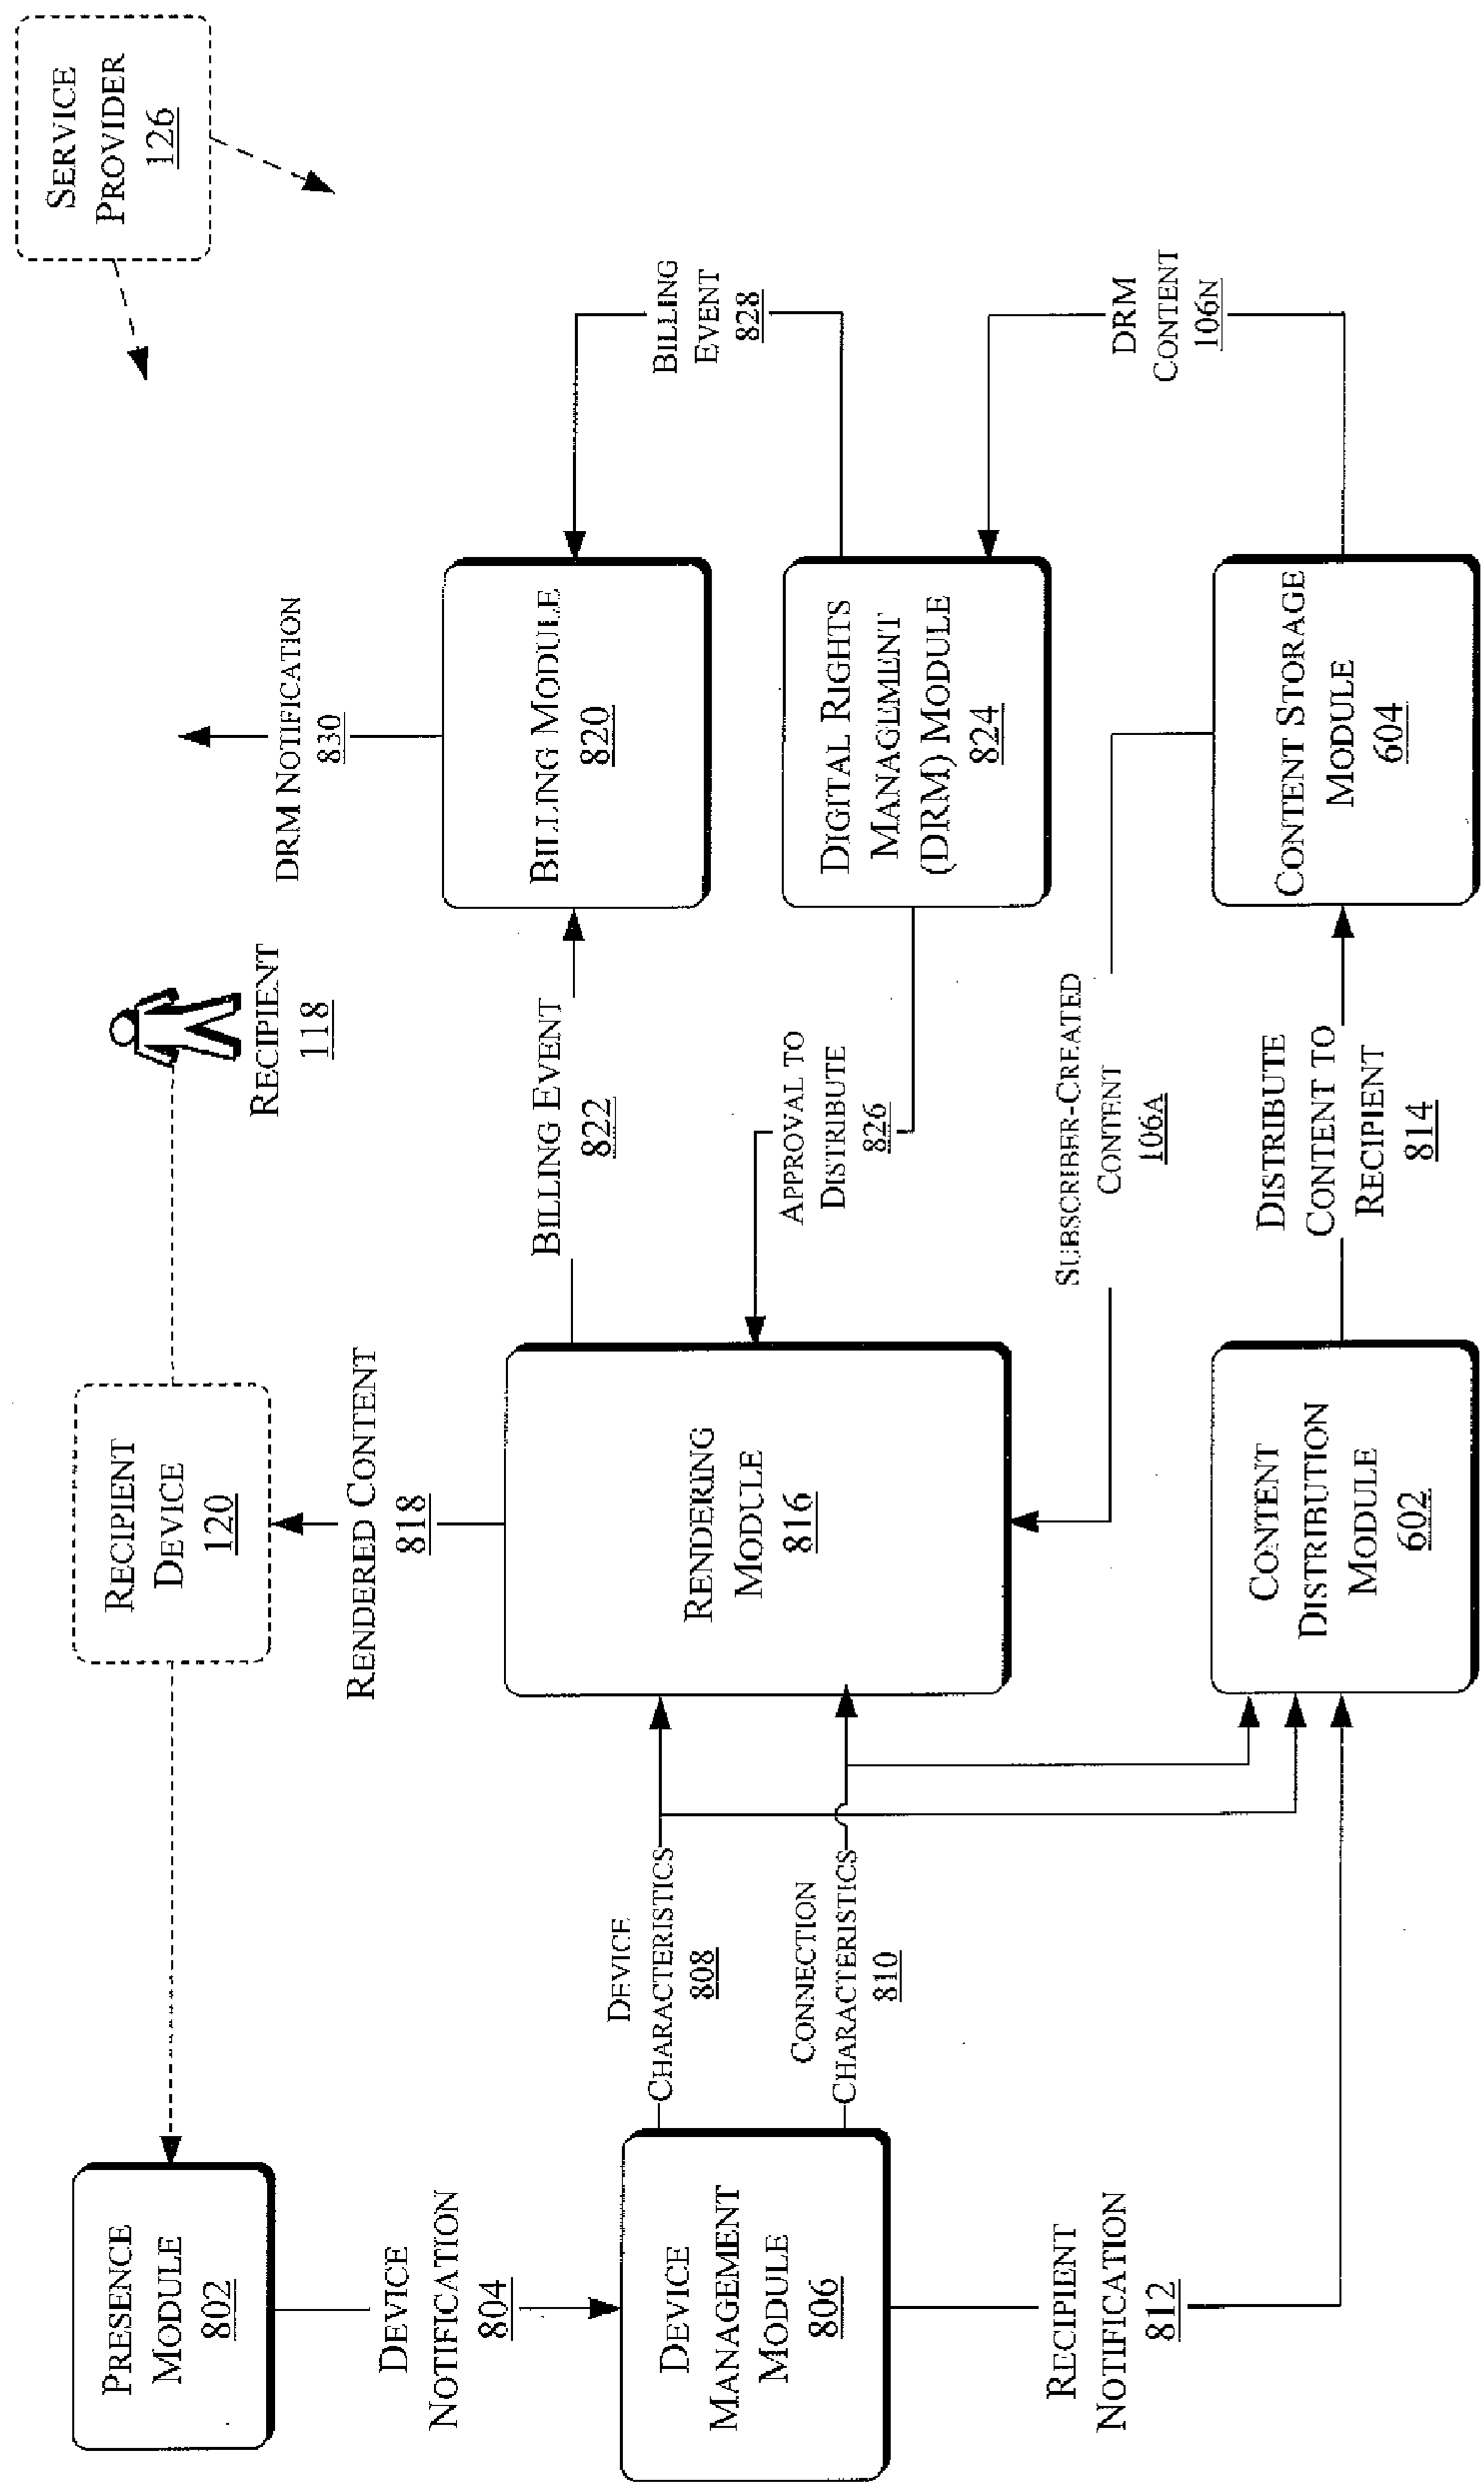 SERVICE
PROVIDER
126
PRESENCE
MODULE
802
RECIPIENT
DEVICE
120
RECIPIENT
118
DEVICE
NOTIFICATION
804
RENDERED CONTENT
818
DRM NOTIFICATION
830
DEVICE
MANAGEMENT
MODULE
806
DEVICE
CHARACTERISTICS
808
CONNECTION
CHARACTERISTICS
810
RENDERING
MODULE
816
BILLING EVENT
822
BILLING MODULE
820
BILLING
EVENT
828
APPROVAL TO
DISTRIBUTE
826
DIGITAL RIGHTS
MANAGEMENT
(DRM) MODULE
824
DRM
CONTENT
106N
SUBSCRIBER-CREATED
CONTENT
106A
RECIPIENT
NOTIFICATION
812
CONTENT
DISTRIBUTION
MODULE
602
DISTRIBUTE
CONTENT TO
RECIPIENT
814
CONTENT STORAGE
MODULE
604